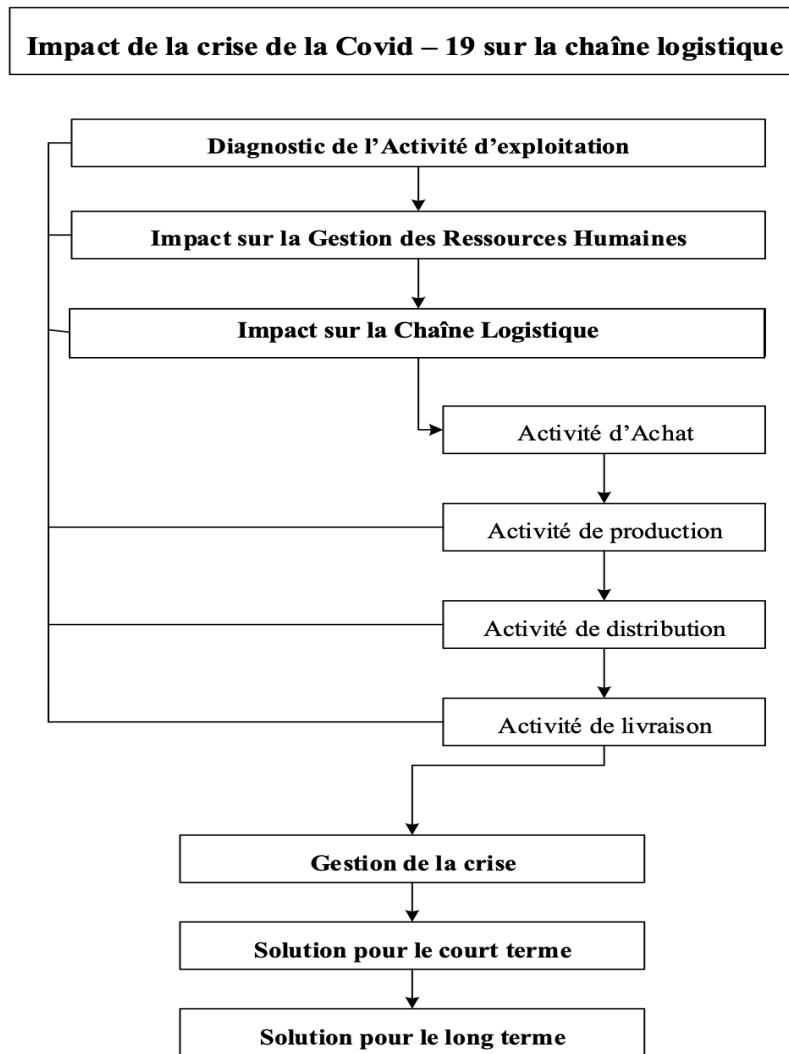 Impact de la crise de la Covid – 19 sur la chaîne logistique
Diagnostic de l’Activité d’exploitation
Impact sur la Gestion des Ressources Humaines
Impact sur la Chaîne Logistique
Activité d’Achat
Activité de production
Activité de distribution
Activité de livraison
Gestion de la crise
Solution pour le court terme
Solution pour le long terme